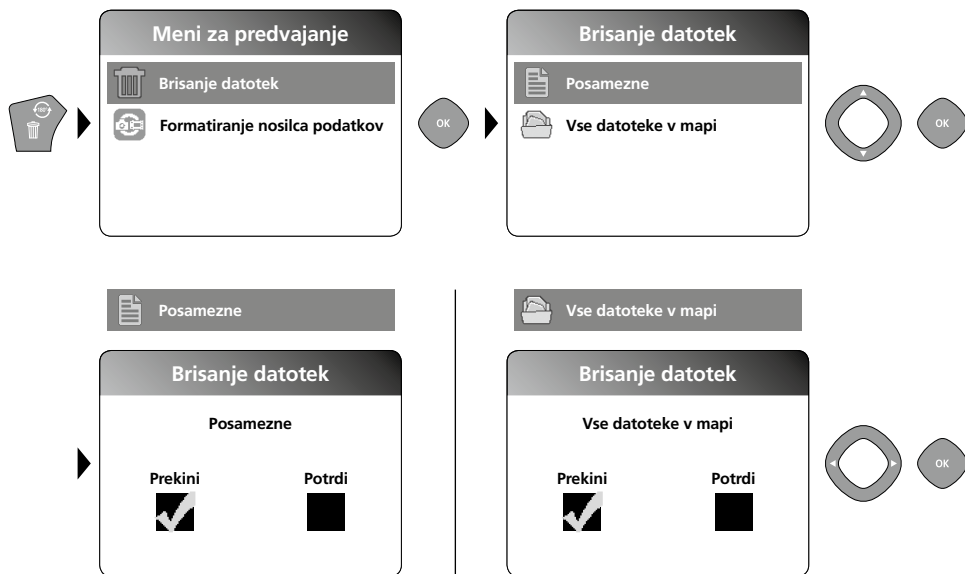 Meni za predvajanje
Brisanje datotek
Formatiranje nosilca podatkov
180°
OK
Brisanje datotek
Posamezne
Vse datoteke v mapi
OK
Posamezne
Brisanje datotek
Posamezne
Prekini Potrdi
Vse datoteke v mapi
Brisanje datotek
Vse datoteke v mapi
Prekini Potrdi
OK